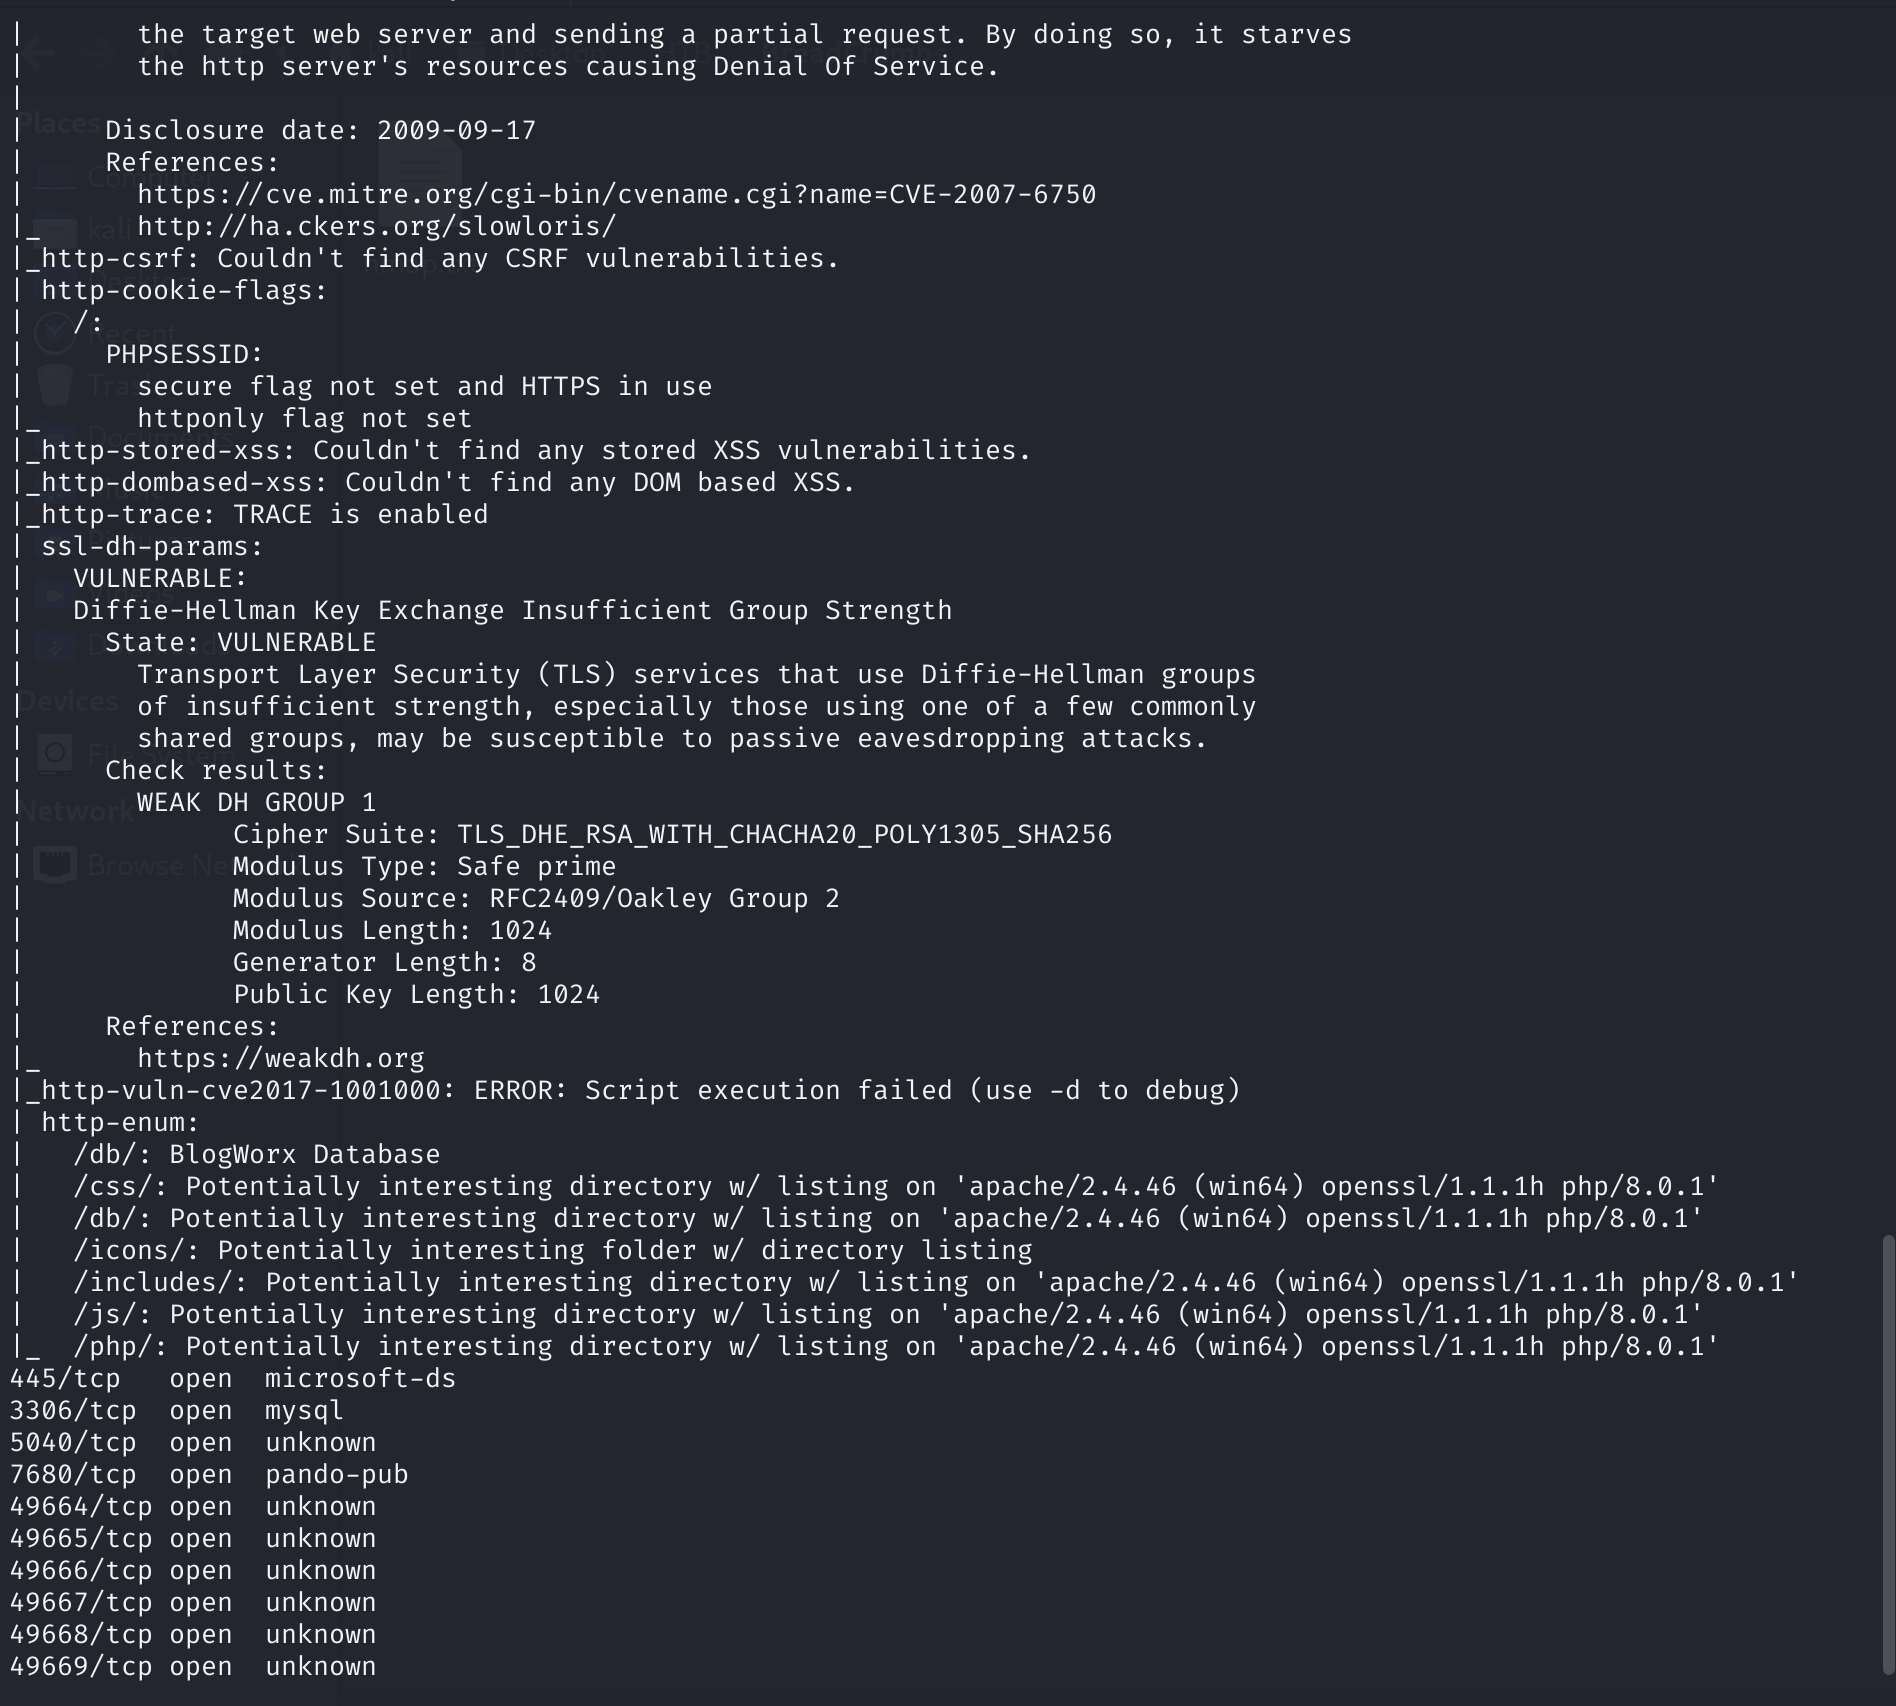 |       the target web server and sending a partial request. By doing so, it starves
|       the http server's resources causing Denial Of Service.
|
|     Disclosure date: 2009-09-17
|     References:
|       https://cve.mitre.org/cgi-bin/cvename.cgi?name=CVE-2007-6750
|_      http://ha.ckers.org/slowloris/
|_http-csrf: Couldn't find any CSRF vulnerabilities.
| http-cookie-flags:
|   /:
|     PHPSESSID:
|       secure flag not set and HTTPS in use
|_      httponly flag not set
|_http-stored-xss: Couldn't find any stored XSS vulnerabilities.
|_http-dombased-xss: Couldn't find any DOM based XSS.
|_http-trace: TRACE is enabled
| ssl-dh-params:
|   VULNERABLE:
|   Diffie-Hellman Key Exchange Insufficient Group Strength
|     State: VULNERABLE
|       Transport Layer Security (TLS) services that use Diffie-Hellman groups
|       of insufficient strength, especially those using one of a few commonly
|       shared groups, may be susceptible to passive eavesdropping attacks.
|     Check results:
|       WEAK DH GROUP 1
|             Cipher Suite: TLS_DHE_RSA_WITH_CHACHA20_POLY1305_SHA256
|             Modulus Type: Safe prime
|             Modulus Source: RFC2409/Oakley Group 2
|             Modulus Length: 1024
|             Generator Length: 8
|             Public Key Length: 1024
|     References:
|_      https://weakdh.org
|_http-vuln-cve2017-1001000: ERROR: Script execution failed (use -d to debug)
| http-enum:
|   /db/: BlogWorx Database
|   /css/: Potentially interesting directory w/ listing on 'apache/2.4.46 (win64) openssl/1.1.1h php/8.0.1'
|   /db/: Potentially interesting directory w/ listing on 'apache/2.4.46 (win64) openssl/1.1.1h php/8.0.1'
|   /icons/: Potentially interesting folder w/ directory listing
|   /includes/: Potentially interesting directory w/ listing on 'apache/2.4.46 (win64) openssl/1.1.1h php/8.0.1'
|   /js/: Potentially interesting directory w/ listing on 'apache/2.4.46 (win64) openssl/1.1.1h php/8.0.1'
|_  /php/: Potentially interesting directory w/ listing on 'apache/2.4.46 (win64) openssl/1.1.1h php/8.0.1'
445/tcp   open  microsoft-ds
3306/tcp  open  mysql
5040/tcp  open  unknown
7680/tcp  open  pando-pub
49664/tcp open  unknown
49665/tcp open  unknown
49666/tcp open  unknown
49667/tcp open  unknown
49668/tcp open  unknown
49669/tcp open  unknown
Places
Computer
kali
Recent
Trash
Documents
Videos
Devices
File System
Network
Browse Ne